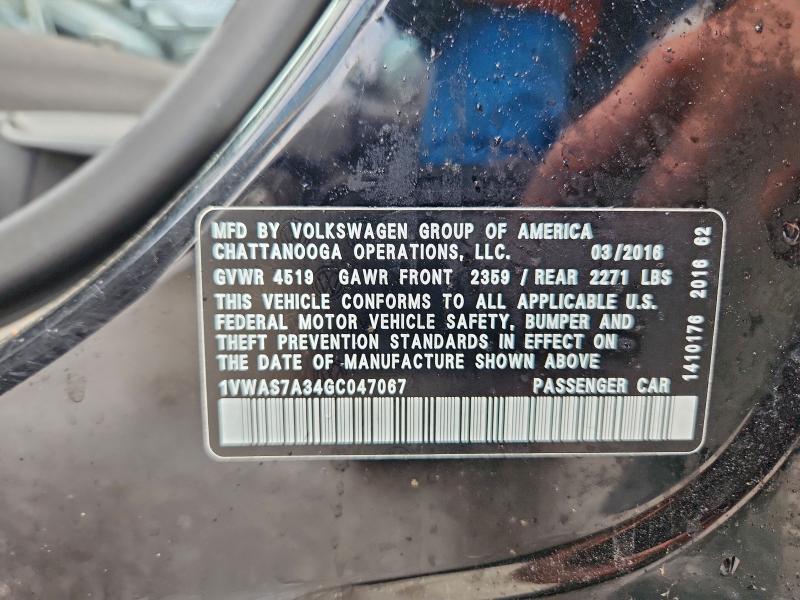 MFD BY VOLKSWAGEN GROUP OF AMERICA
CHATTANOOGA OPERATIONS, LLC. 03/2016
GVWR 4519 GAWR FRONT 2359 / REAR 2271 LBS
THIS VEHICLE CONFORMS TO ALL APPLICABLE U.S.
FEDERAL MOTOR VEHICLE SAFETY, BUMPER AND
THEFT PREVENTION STANDARDS IN EFFECT ON
THE DATE OF MANUFACTURE SHOWN ABOVE
1VWAS7A34GC047067 PASSENGER CAR
1410176 2016 62